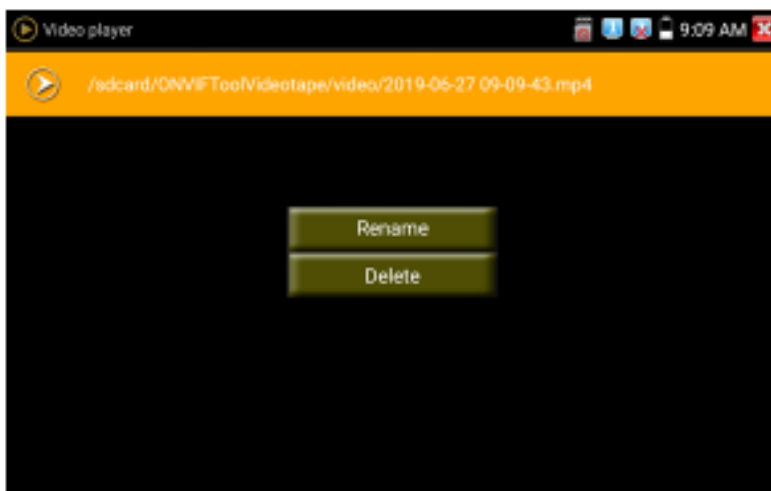 Video player
9:09 AM
/sdcard/ONVIFToolVideotape/video/2019-06-27 09-09-43.mp4
Rename
Delete